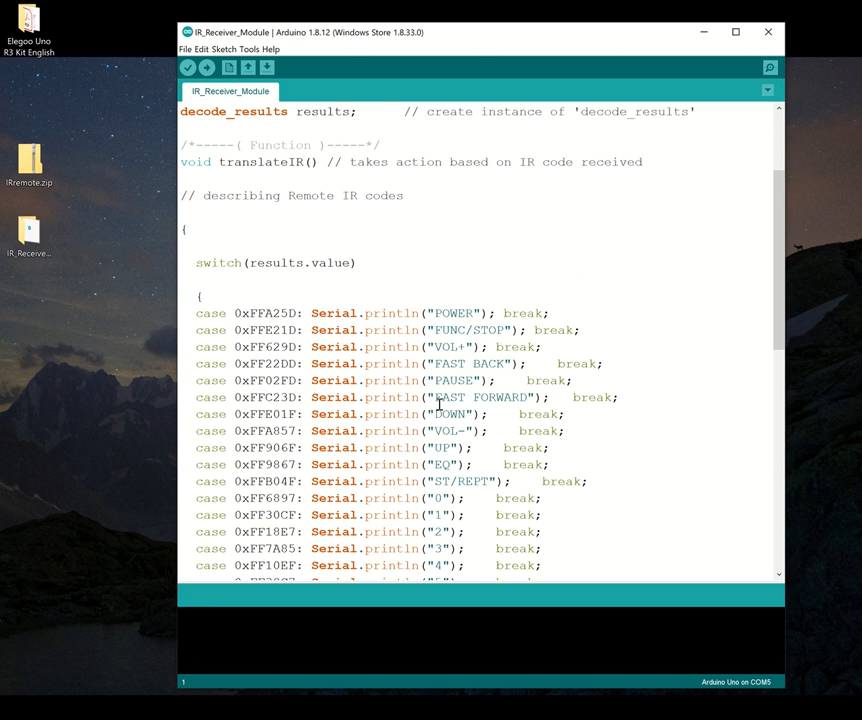 Elegoo Uno
R3 Kit English
IRremote.zip
IR_Receive...
IR_Receiver_Module | Arduino 1.8.12 (Windows Store 1.8.33.0)
File Edit Sketch Tools Help
IR_Receiver_Module
decode_results results;      // create instance of 'decode_results'
/*-----( Function )-----*/
void translateIR() // takes action based on IR code received
// describing Remote IR codes
{
switch(results.value)
{
case 0xFFA25D: Serial.println("POWER"); break;
case 0xFFE21D: Serial.println("FUNC/STOP"); break;
case 0xFF629D: Serial.println("VOL+"); break;
case 0xFF22DD: Serial.println("FAST BACK");    break;
case 0xFF02FD: Serial.println("PAUSE");    break;
case 0xFFC23D: Serial.println("FAST FORWARD");   break;
case 0xFFE01F: Serial.println("DOWN");    break;
case 0xFFA857: Serial.println("VOL-");    break;
case 0xFF906F: Serial.println("UP");    break;
case 0xFF9867: Serial.println("EQ");    break;
case 0xFFB04F: Serial.println("ST/REPT");    break;
case 0xFF6897: Serial.println("0");    break;
case 0xFF30CF: Serial.println("1");    break;
case 0xFF18E7: Serial.println("2");    break;
case 0xFF7A85: Serial.println("3");    break;
case 0xFF10EF: Serial.println("4");    break;
1
Arduino Uno on COM5